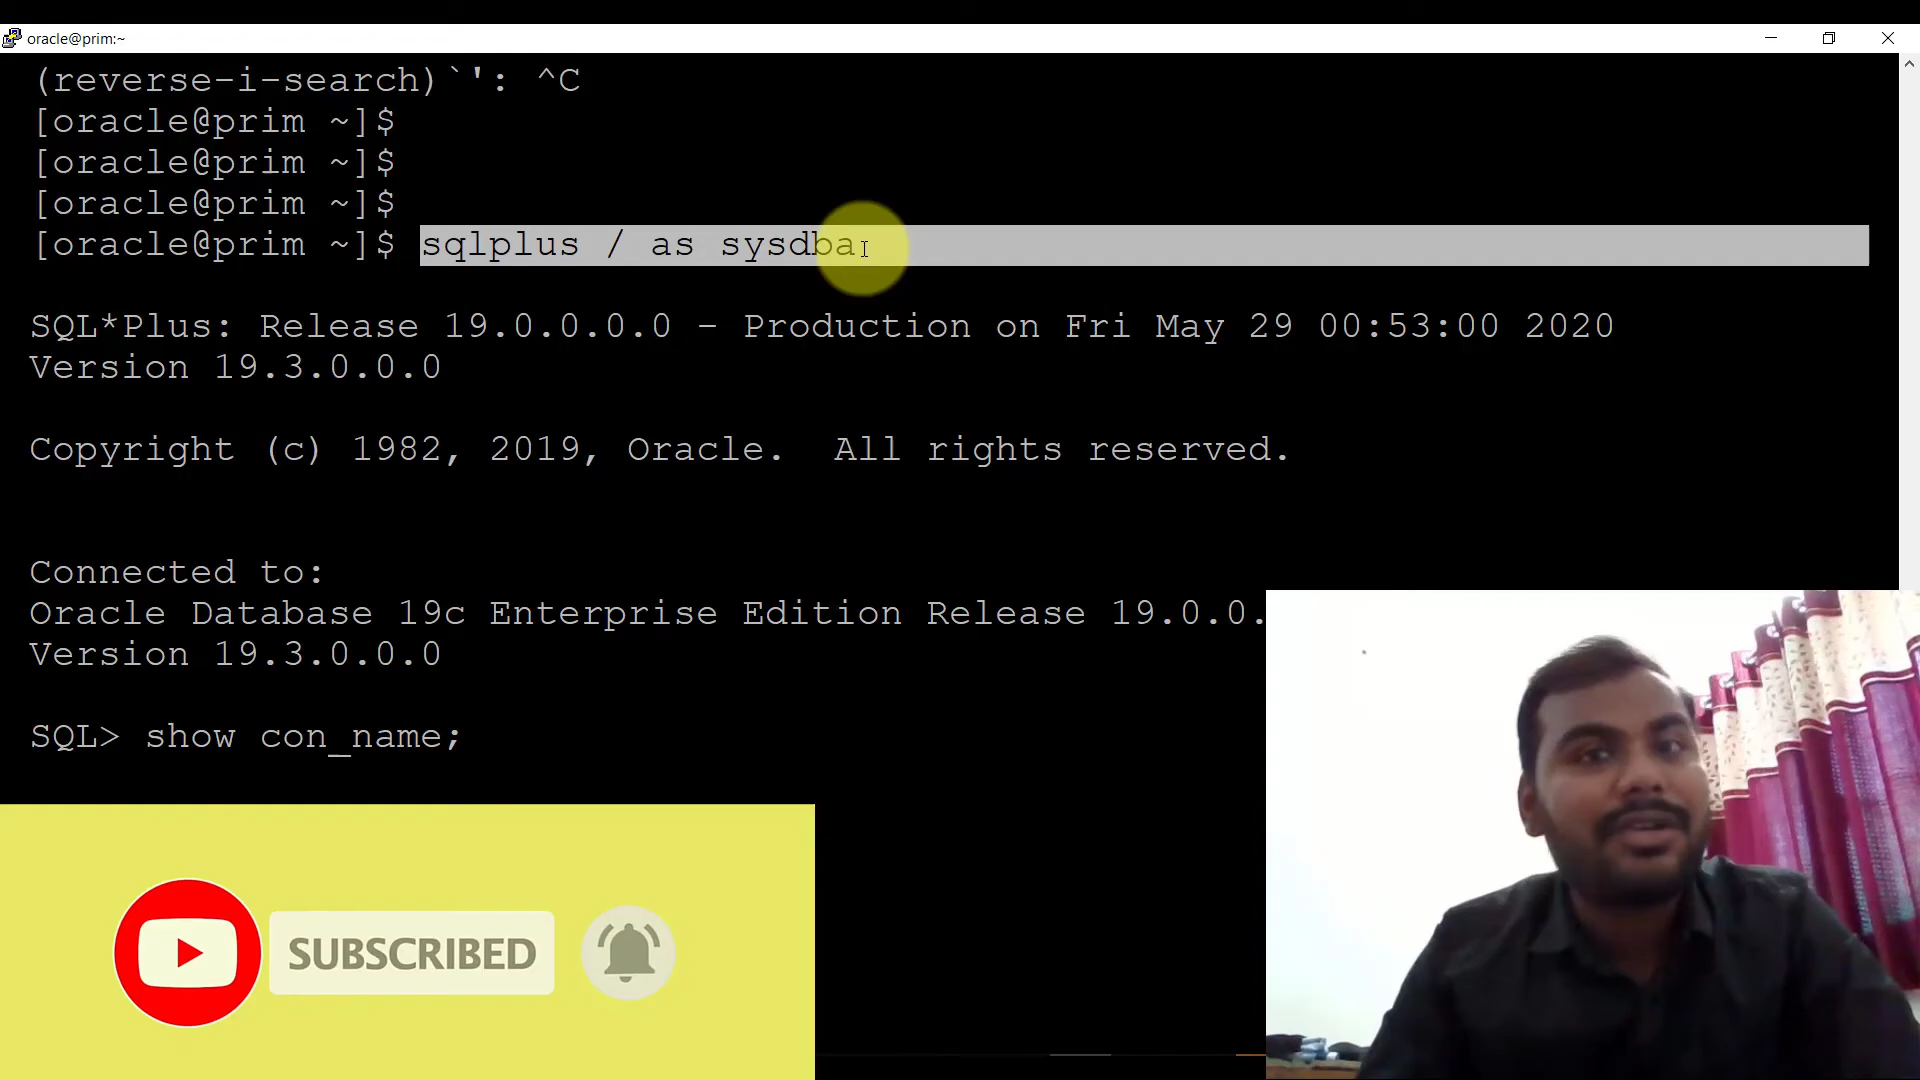 oracle@prim:~
(reverse-i-search)`': ^C
[oracle@prim ~]$
[oracle@prim ~]$
[oracle@prim ~]$
[oracle@prim ~]$ sqlplus / as sysdba
SQL*Plus: Release 19.0.0.0.0 - Production on Fri May 29 00:53:00 2020
Version 19.3.0.0.0
Copyright (c) 1982, 2019, Oracle.  All rights reserved.
Connected to:
Oracle Database 19c Enterprise Edition Release 19.0.0.
Version 19.3.0.0.0
SQL> show con_name;
SUBSCRIBED